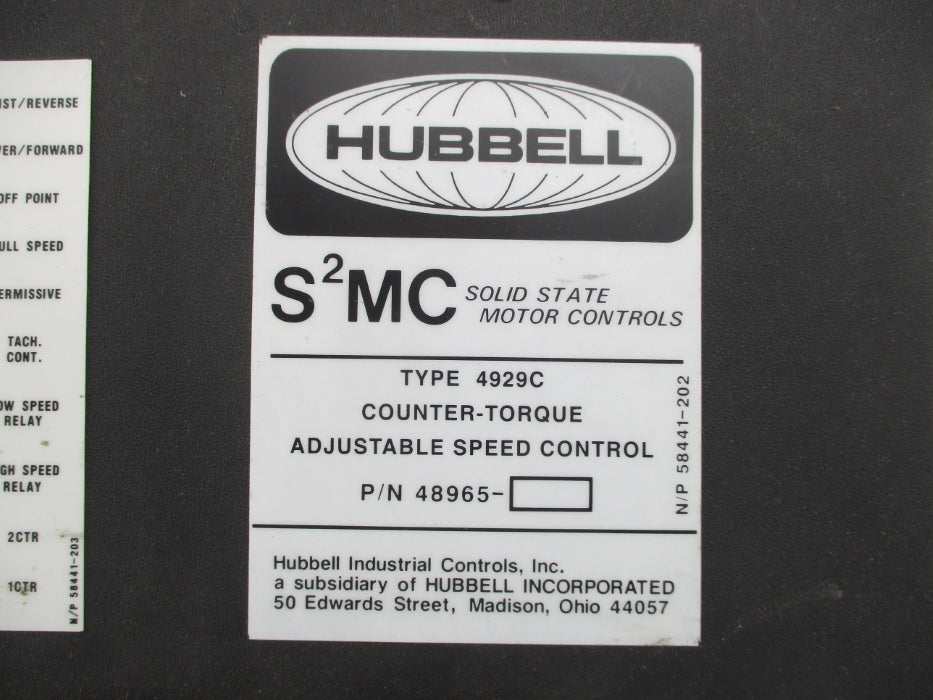 IST/REVERSE
ER/FORWARD
OFF POINT
ULL SPEED
ERMISSIVE
TACH.
CONT.
OW SPEED
RELAY
GH SPEED
RELAY
2CTR
1CTR
N/P 58441-203
HUBBELL
S²MC SOLID STATE
MOTOR CONTROLS
TYPE 4929C
COUNTER-TORQUE
ADJUSTABLE SPEED CONTROL
P/N 48965-
N/P 58441-202
Hubbell Industrial Controls, Inc.
a subsidiary of HUBBELL INCORPORATED
50 Edwards Street, Madison, Ohio 44057